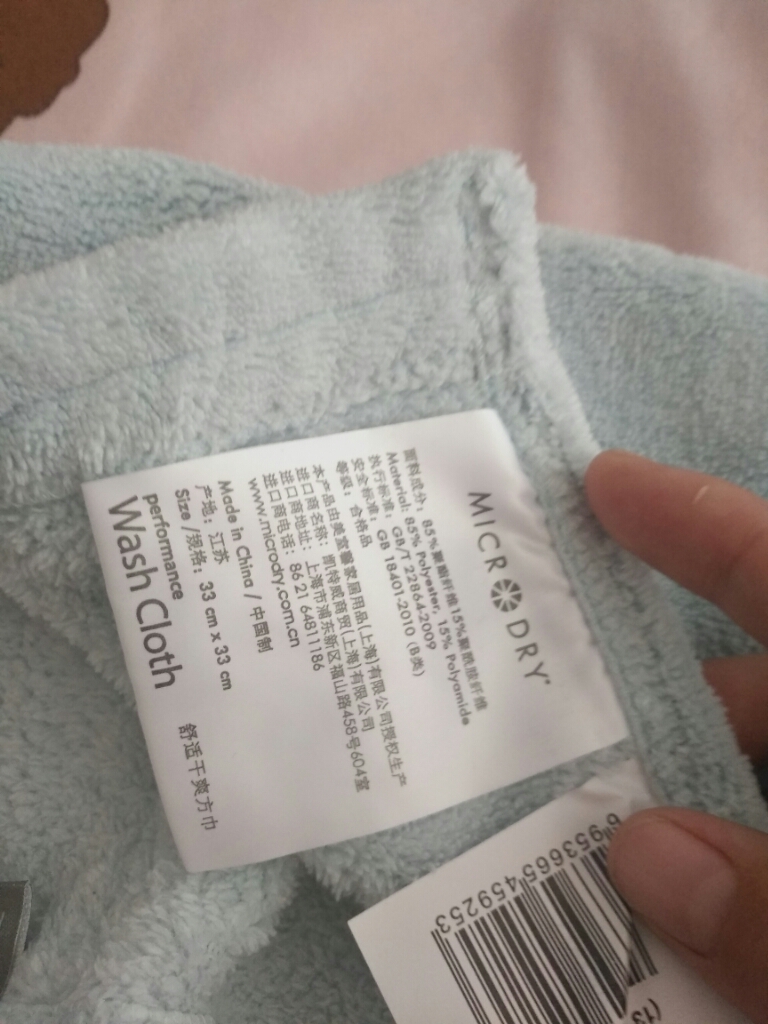 MICRODRY
面料成分：85%聚酯纤维15%聚酰胺纤维
Material: 85% Polyester, 15% Polyamide
执行标准：GB/T 22864-2009
安全标准：GB 18401-2010 (B类)
等级：合格品
本产品由美宜馨家居用品(上海)有限公司授权生产
进口商名称：凯特威商贸(上海)有限公司
进口商地址：上海市浦东新区福山路458号604室
进口商电话：86 21 64811186
www.microdry.com.cn
Made in China / 中国制
产地：江苏
Size /规格：33 cm x 33 cm
performance
Wash Cloth 舒适干爽方巾
6953665459253